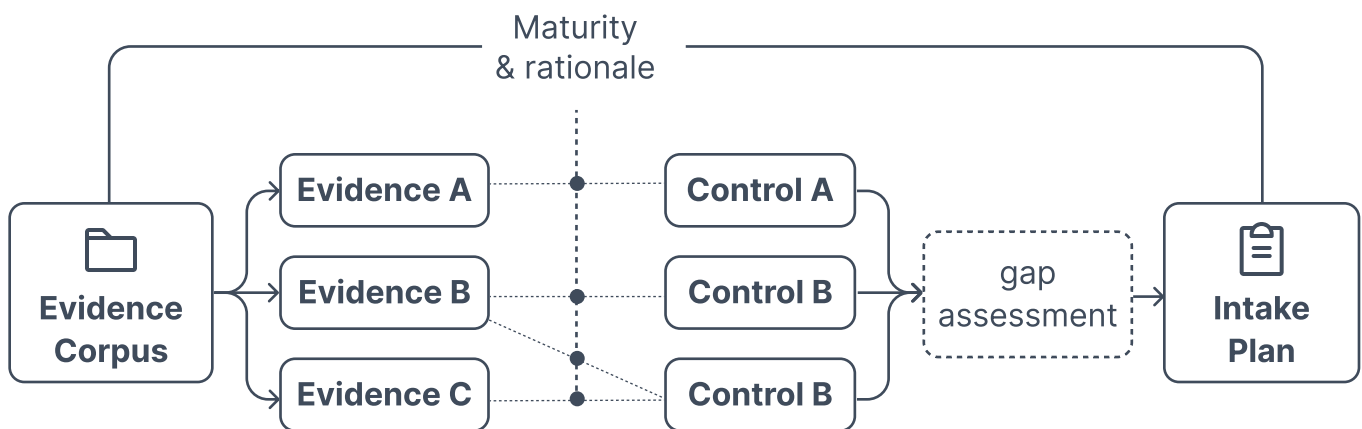 Maturity
& rationale
Evidence A
Control A
Evidence B
Control B
Evidence C
Control B
Evidence
Corpus
gap
assessment
Intake
Plan